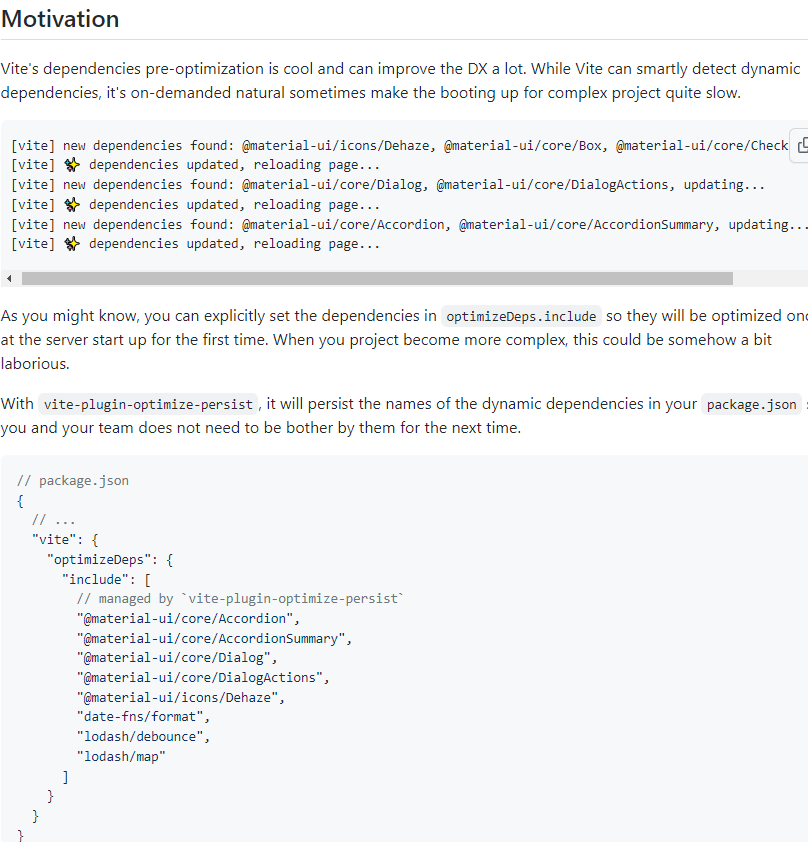 Motivation
Vite's dependencies pre-optimization is cool and can improve the DX a lot. While Vite can smartly detect dynamic
dependencies, it's on-demanded natural sometimes make the booting up for complex project quite slow.
[vite] new dependencies found: @material-ui/icons/Dehaze, @material-ui/core/Box, @material-ui/core/Check
[vite] ✨ dependencies updated, reloading page...
[vite] new dependencies found: @material-ui/core/Dialog, @material-ui/core/DialogActions, updating...
[vite] ✨ dependencies updated, reloading page...
[vite] new dependencies found: @material-ui/core/Accordion, @material-ui/core/AccordionSummary, updating...
[vite] ✨ dependencies updated, reloading page...
As you might know, you can explicitly set the dependencies in optimizeDeps.include so they will be optimized on
at the server start up for the first time. When you project become more complex, this could be somehow a bit
laborious.
With vite-plugin-optimize-persist, it will persist the names of the dynamic dependencies in your package.json
you and your team does not need to be bother by them for the next time.
// package.json
{
  // ...
  "vite": {
    "optimizeDeps": {
      "include": [
        // managed by `vite-plugin-optimize-persist`
        "@material-ui/core/Accordion",
        "@material-ui/core/AccordionSummary",
        "@material-ui/core/Dialog",
        "@material-ui/core/DialogActions",
        "@material-ui/icons/Dehaze",
        "date-fns/format",
        "lodash/debounce",
        "lodash/map"
      ]
    }
  }
}